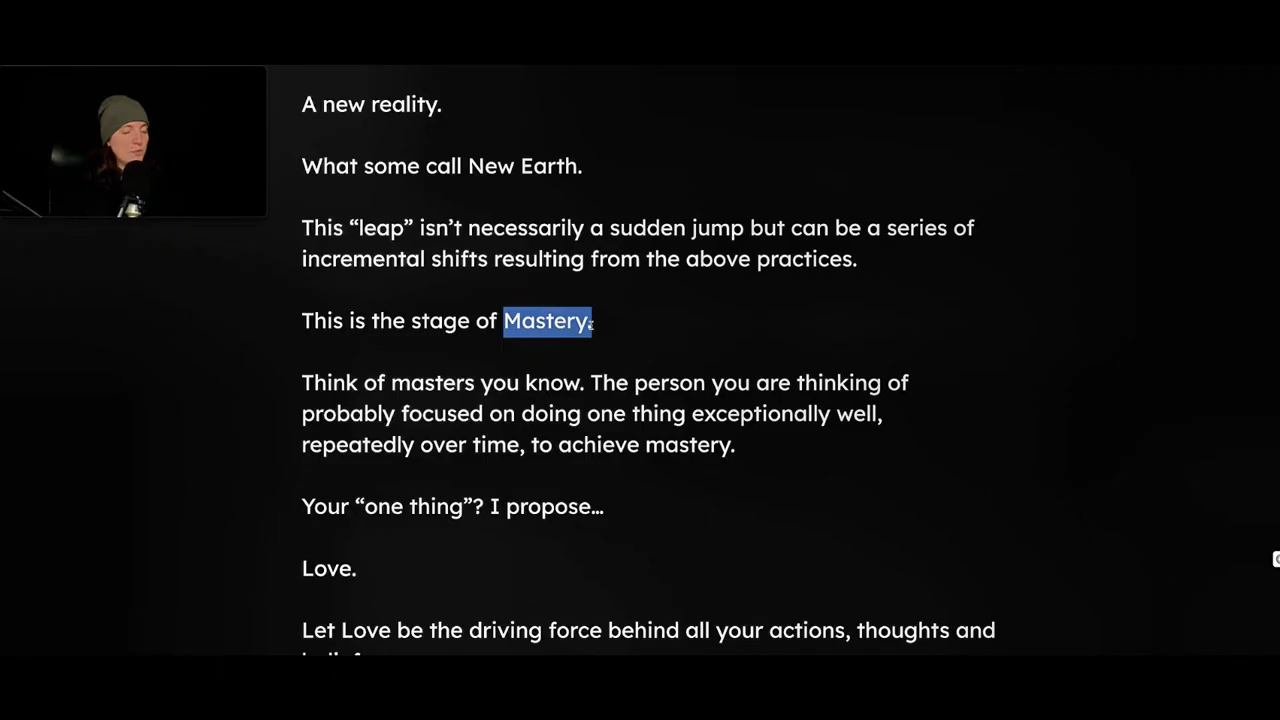 A new reality.
What some call New Earth.
This “leap” isn’t necessarily a sudden jump but can be a series of
incremental shifts resulting from the above practices.
This is the stage of Mastery.
Think of masters you know. The person you are thinking of
probably focused on doing one thing exceptionally well,
repeatedly over time, to achieve mastery.
Your “one thing”? I propose…
Love.
Let Love be the driving force behind all your actions, thoughts and